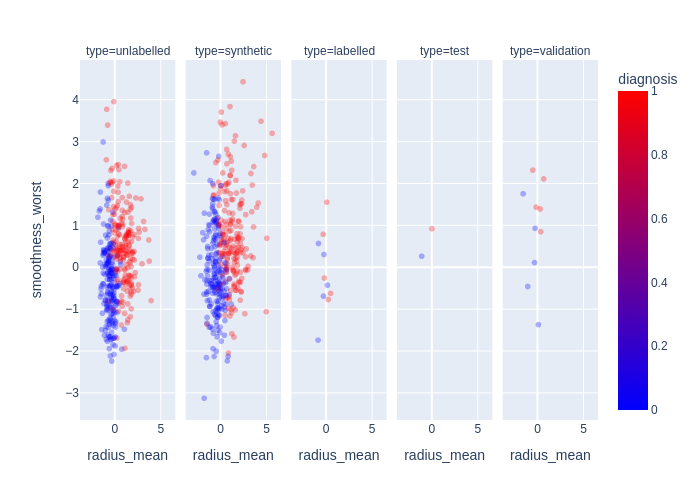 type=unlabelled type=synthetic type=labelled type=test type=validation
diagnosis
1
0.8
0.6
0.4
0.2
0
smoothness_worst
4
3
2
1
0
−1
−2
−3
0 5 0 5 0 5 0 5 0 5
radius_mean radius_mean radius_mean radius_mean radius_mean